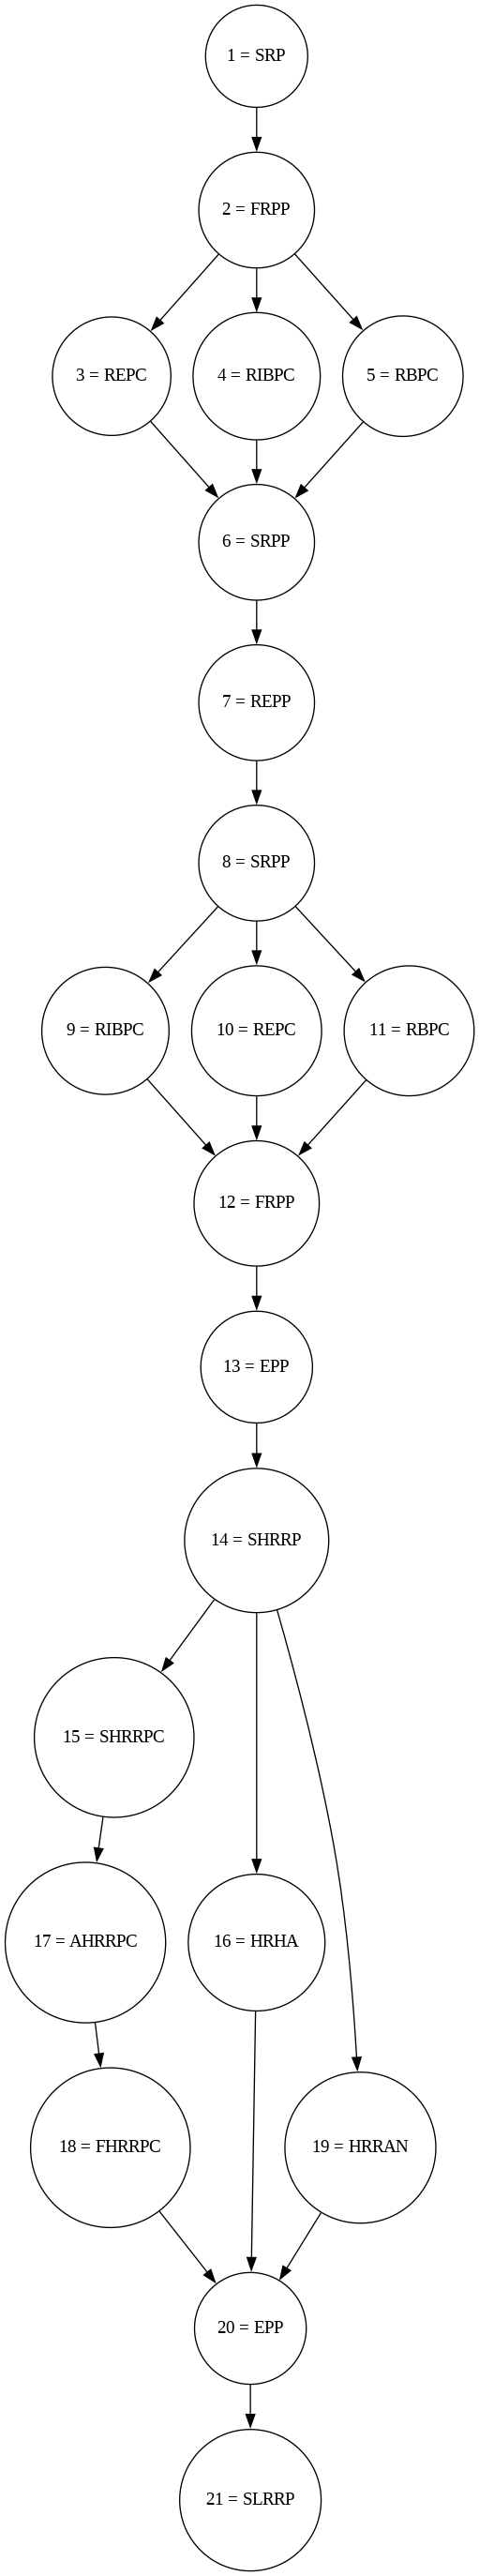 1 = SRP
2 = FRPP
3 = REPC
4 = RIBPC
5 = RBPC
6 = SRPP
7 = REPP
8 = SRPP
9 = RIBPC
10 = REPC
11 = RBPC
12 = FRPP
13 = EPP
14 = SHRRP
15 = SHRRPC
17 = AHRRPC
16 = HRHA
18 = FHRRPC
19 = HRRAN
20 = EPP
21 = SLRRP